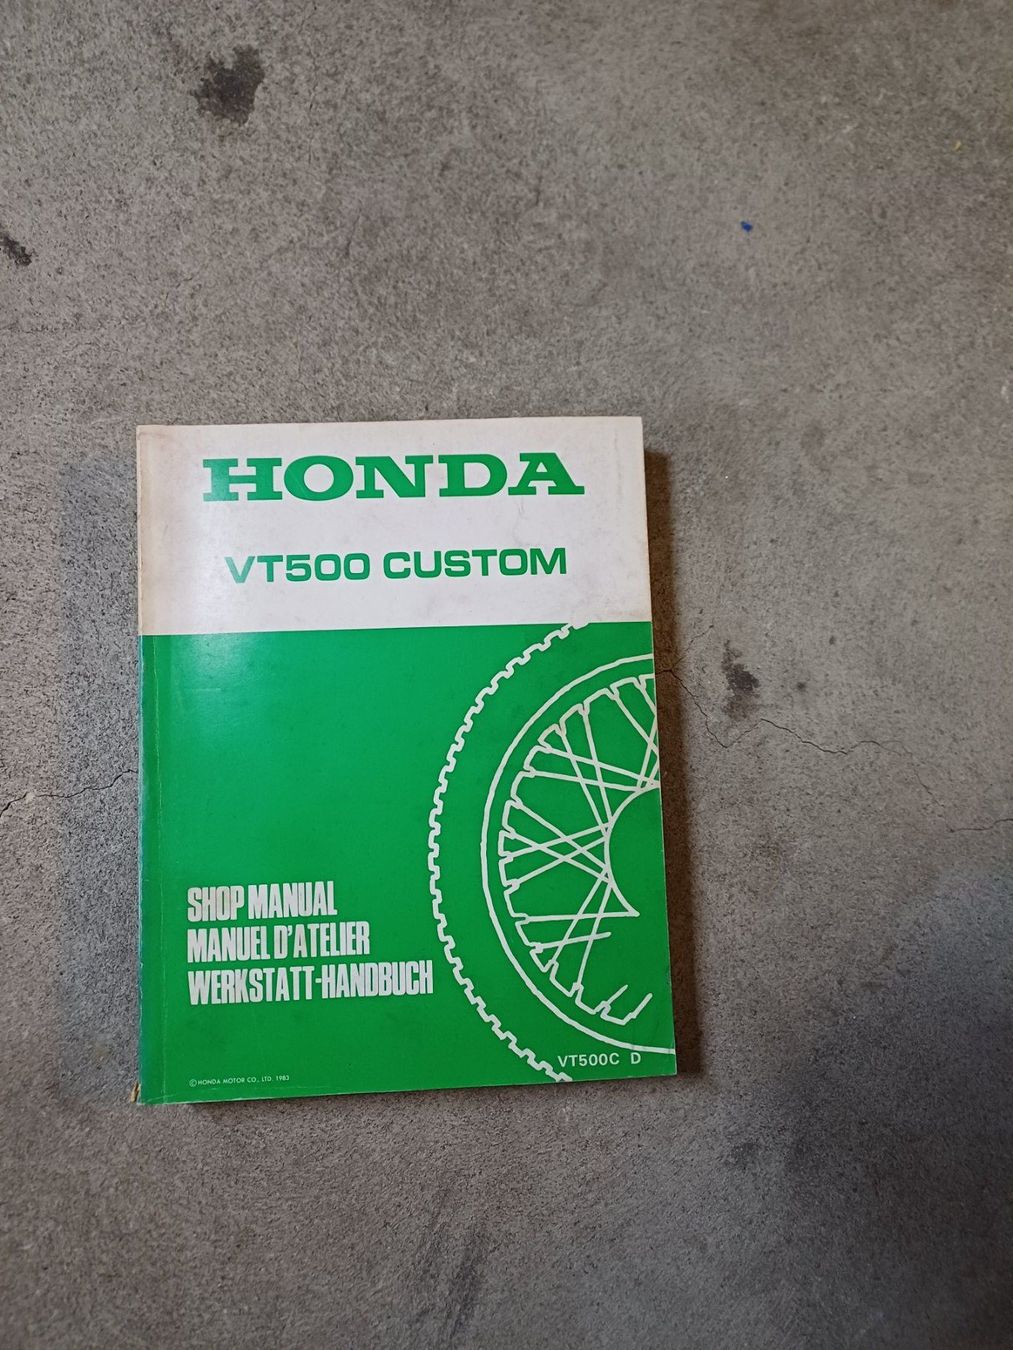 HONDA
VT500 CUSTOM
SHOP MANUAL
MANUEL D'ATELIER
WERKSTATT-HANDBUCH
VT500C D
© HONDA MOTOR CO., LTD. 1983